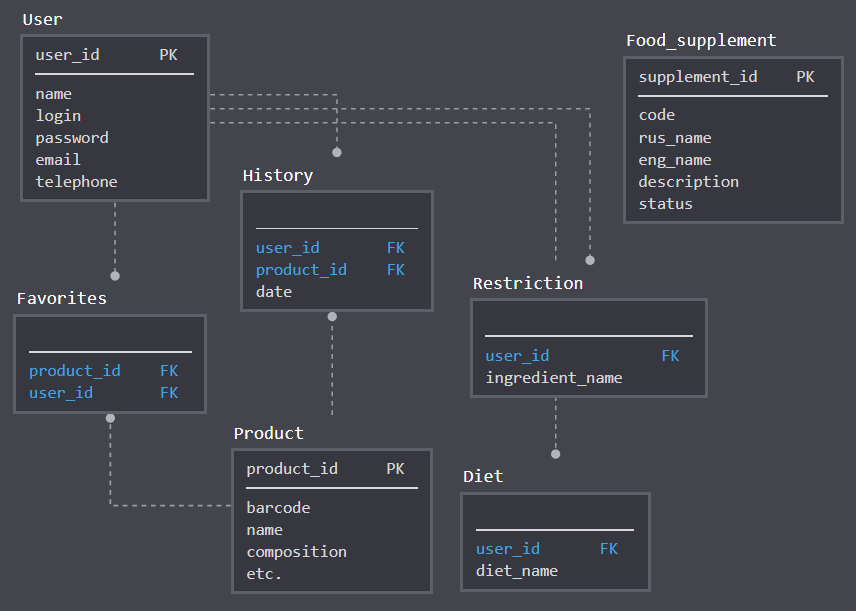 User
user_id PK
name
login
password
email
telephone
Food_supplement
supplement_id PK
code
rus_name
eng_name
description
status
History
user_id FK
product_id FK
date
Restriction
user_id FK
ingredient_name
Favorites
product_id FK
user_id FK
Product
product_id PK
barcode
name
composition
etc.
Diet
user_id FK
diet_name